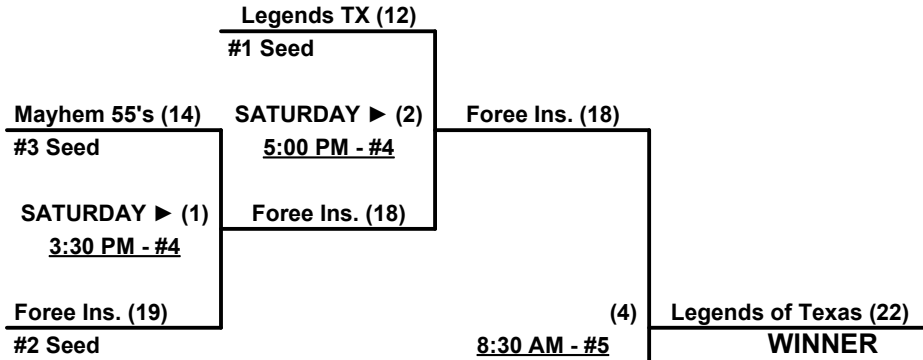 Legends TX (12)
#1 Seed
Mayhem 55's (14)
SATURDAY ► (2)
Foree Ins. (18)
#3 Seed
5:00 PM - #4
SATURDAY ► (1)
Foree Ins. (18)
3:30 PM - #4
Foree Ins. (19)
(4)
Legends of Texas (22)
#2 Seed
8:30 AM - #5
WINNER